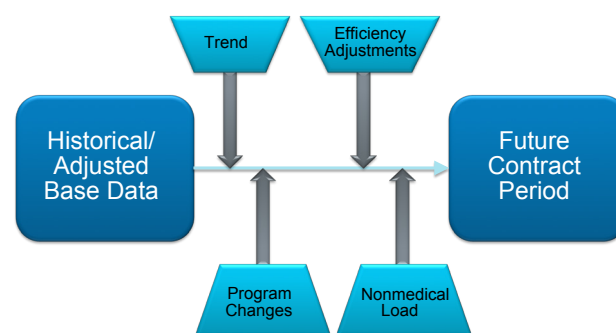 Trend
Efficiency
Adjustments
Historical/
Adjusted
Base Data
Future
Contract
Period
Program
Changes
Nonmedical
Load